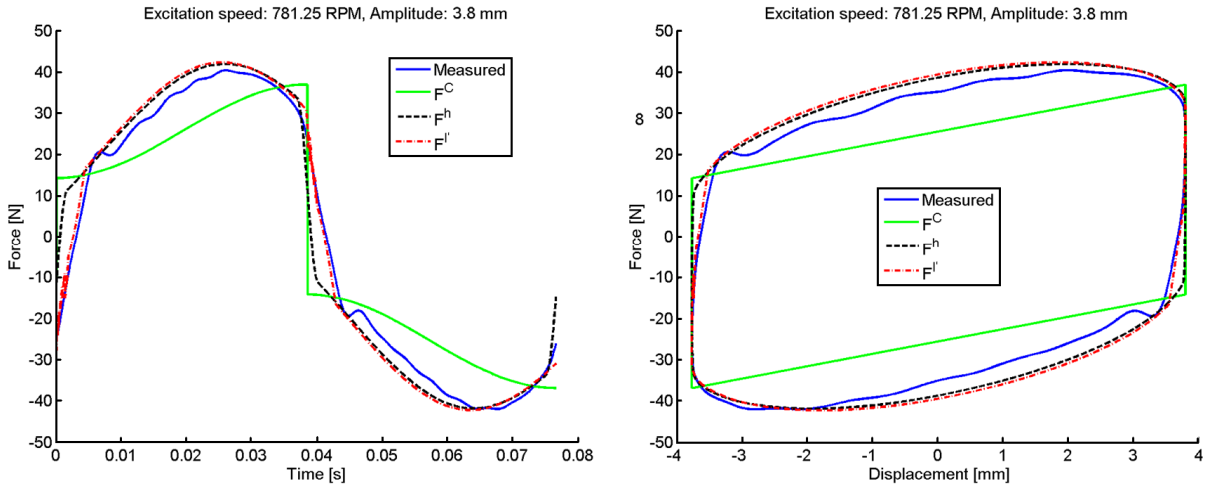 Excitation speed: 781.25 RPM, Amplitude: 3.8 mm
50
40
30
20
10
0
-10
-20
-30
-40
-50
Force [N]
Measured
F^C
F^h
F^l'
0
0.01
0.02
0.03
0.04
0.05
0.06
0.07
0.08
Time [s]
Excitation speed: 781.25 RPM, Amplitude: 3.8 mm
50
40
30
20
10
0
-10
-20
-30
-40
-50
Force [N]
8
Measured
F^C
F^h
F^l'
-4
-3
-2
-1
0
1
2
3
4
Displacement [mm]